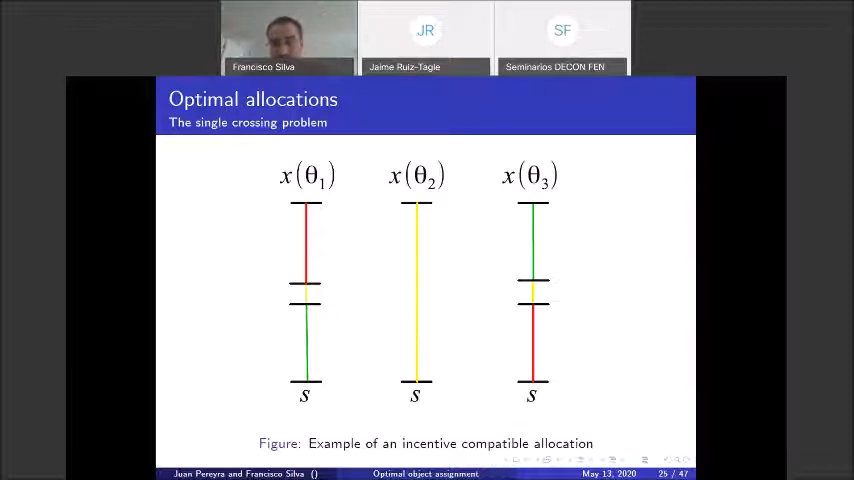 JR
SF
Francisco Silva
Jaime Ruiz-Tagle
Seminarios DECON FEN
Optimal allocations
The single crossing problem
x(θ₁) x(θ₂) x(θ₃)
s s s
Figure: Example of an incentive compatible allocation
Juan Pereyra and Francisco Silva () Optimal object assignment May 13, 2020 25 / 47